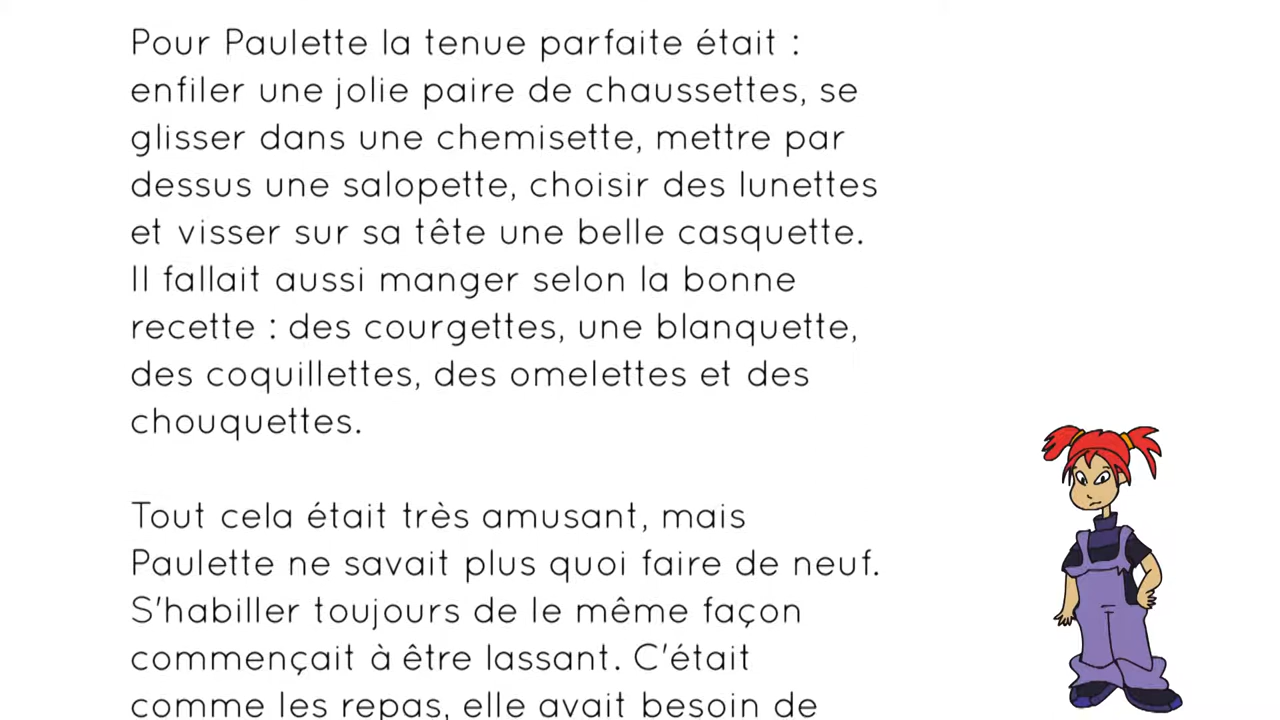 Pour Paulette la tenue parfaite était :
enfiler une jolie paire de chaussettes, se
glisser dans une chemisette, mettre par
dessus une salopette, choisir des lunettes
et visser sur sa tête une belle casquette.
Il fallait aussi manger selon la bonne
recette : des courgettes, une blanquette,
des coquillettes, des omelettes et des
chouquettes.

Tout cela était très amusant, mais
Paulette ne savait plus quoi faire de neuf.
S'habiller toujours de le même façon
commençait à être lassant. C'était
comme les repas, elle avait besoin de